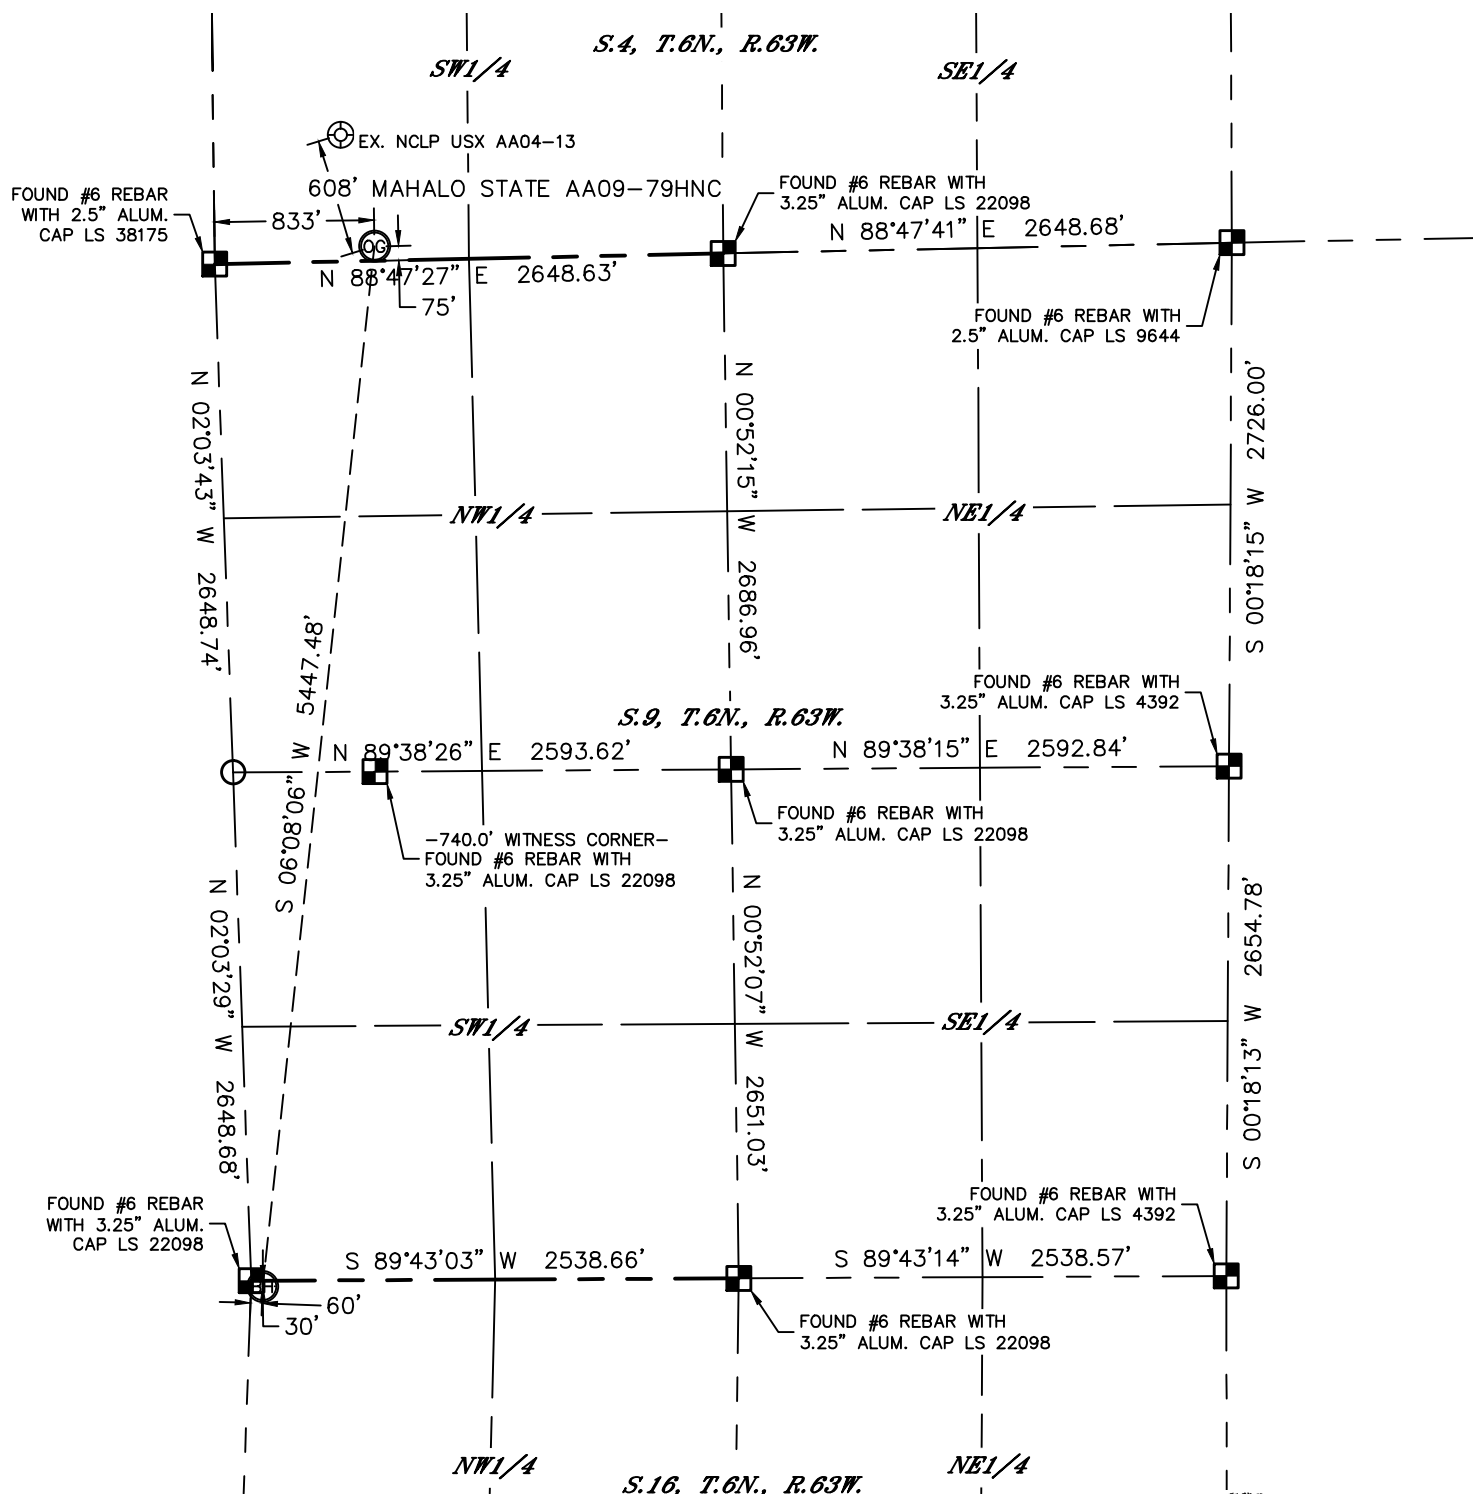 S.4, T.6N., R.63W.
SW1/4
SE1/4
EX. NCLP USX AA04-13
608' MAHALO STATE AA09-79HNC
FOUND #6 REBAR
WITH 2.5" ALUM.
CAP LS 38175
833'
OG
FOUND #6 REBAR WITH
3.25" ALUM. CAP LS 22098
N 88°47'41" E 2648.68'
N 88°47'27" E 2648.63'
75'
FOUND #6 REBAR WITH
2.5" ALUM. CAP LS 9644
N 02°03'43" W 2648.74'
N 00°52'15" W 2686.96'
S 00°18'15" W 2726.00'
NW1/4
NE1/4
S 06°08'06" W 5447.48'
FOUND #6 REBAR WITH
3.25" ALUM. CAP LS 4392
S.9, T.6N., R.63W.
N 89°38'26" E 2593.62'
N 89°38'15" E 2592.84'
FOUND #6 REBAR WITH
3.25" ALUM. CAP LS 22098
-740.0' WITNESS CORNER-
FOUND #6 REBAR WITH
3.25" ALUM. CAP LS 22098
N 02°03'29" W 2648.68'
N 00°52'07" W 2651.03'
S 00°18'13" W 2654.78'
SW1/4
SE1/4
FOUND #6 REBAR
WITH 3.25" ALUM.
CAP LS 22098
FOUND #6 REBAR WITH
3.25" ALUM. CAP LS 4392
S 89°43'03" W 2538.66'
S 89°43'14" W 2538.57'
BH
60'
30'
FOUND #6 REBAR WITH
3.25" ALUM. CAP LS 22098
NW1/4
NE1/4
S.16, T.6N., R.63W.